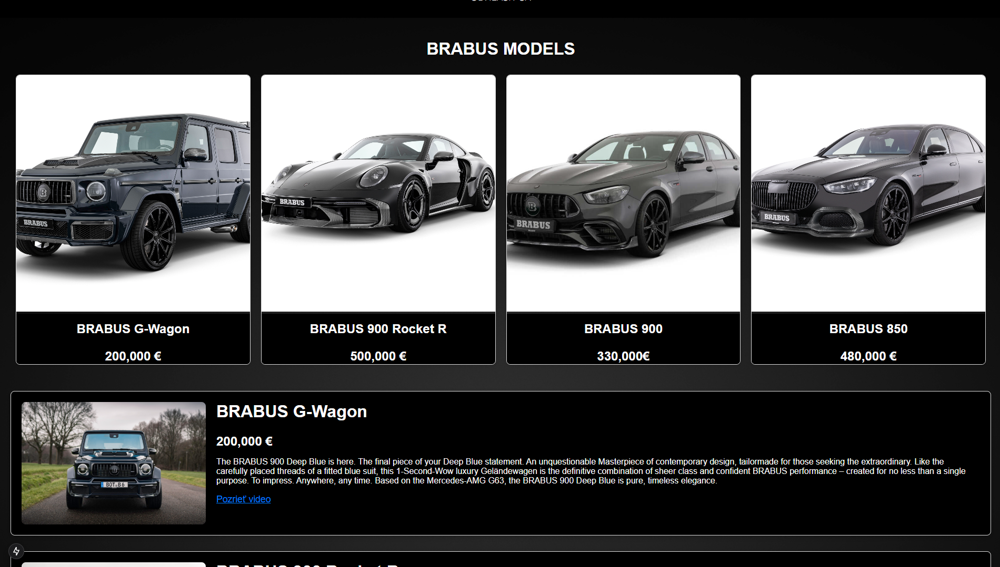 BRABUS MODELS
BRABUS
BRABUS
BRABUS
BRABUS
BRABUS G-Wagon
BRABUS 900 Rocket R
BRABUS 900
BRABUS 850
200,000 €
500,000 €
330,000€
480,000 €
BRABUS G-Wagon
200,000 €
The BRABUS 900 Deep Blue is here. The final piece of your Deep Blue statement. An unquestionable Masterpiece of contemporary design, tailormade for those seeking the extraordinary. Like the
carefully placed threads of a fitted blue suit, this 1-Second-Wow luxury Geländewagen is the definitive combination of sheer class and confident BRABUS performance – created for no less than a single
purpose. To impress. Anywhere, any time. Based on the Mercedes-AMG G63, the BRABUS 900 Deep Blue is pure, timeless elegance.
BOT B6
Pozrieť video
BRABUS 900 Rocket R